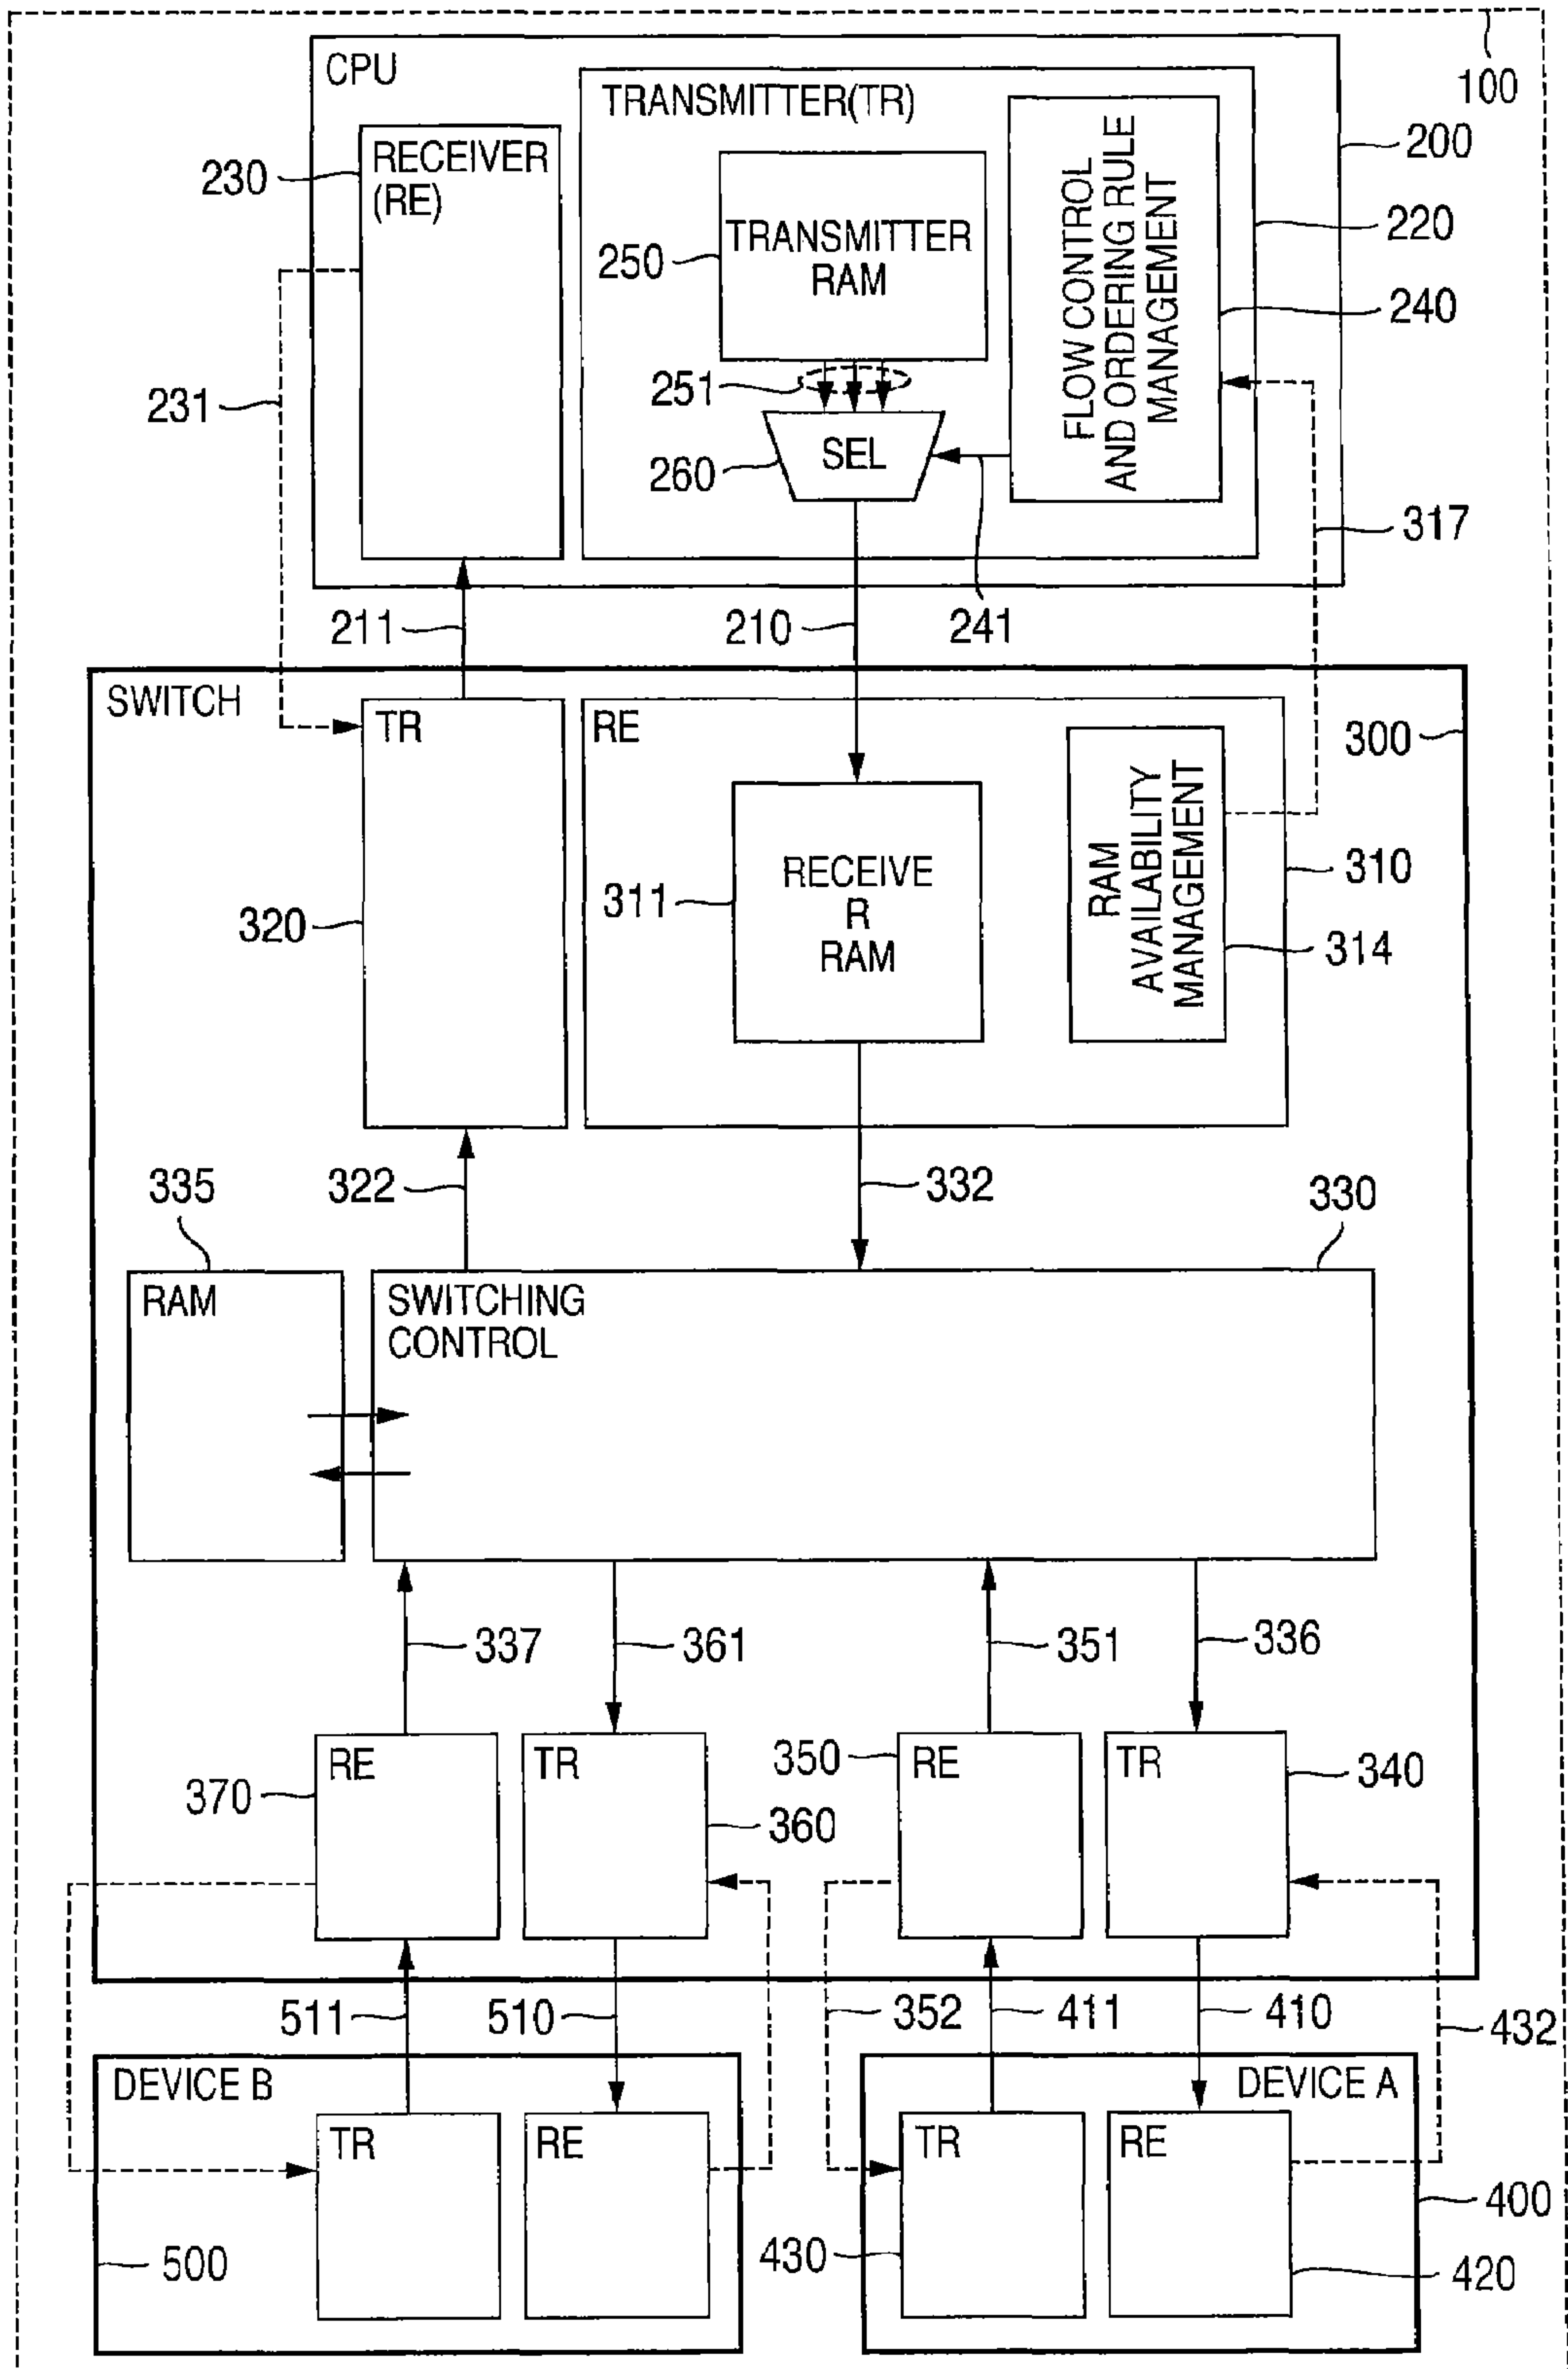 100
CPU
200
TRANSMITTER(TR)
RECEIVER
(RE)
230
TRANSMITTER
RAM
250
FLOW CONTROL
AND ORDERING RULE
MANAGEMENT
220
240
231
251
SEL
260
317
211
210
241
SWITCH
TR
RE
300
RECEIVE
R
RAM
311
RAM
AVAILABILITY
MANAGEMENT
310
314
320
335
322
332
330
RAM
SWITCHING
CONTROL
337
361
351
336
RE
TR
350
RE
TR
340
370
360
511
510
352
411
410
432
DEVICE B
DEVICE A
TR
RE
TR
RE
400
500
430
420